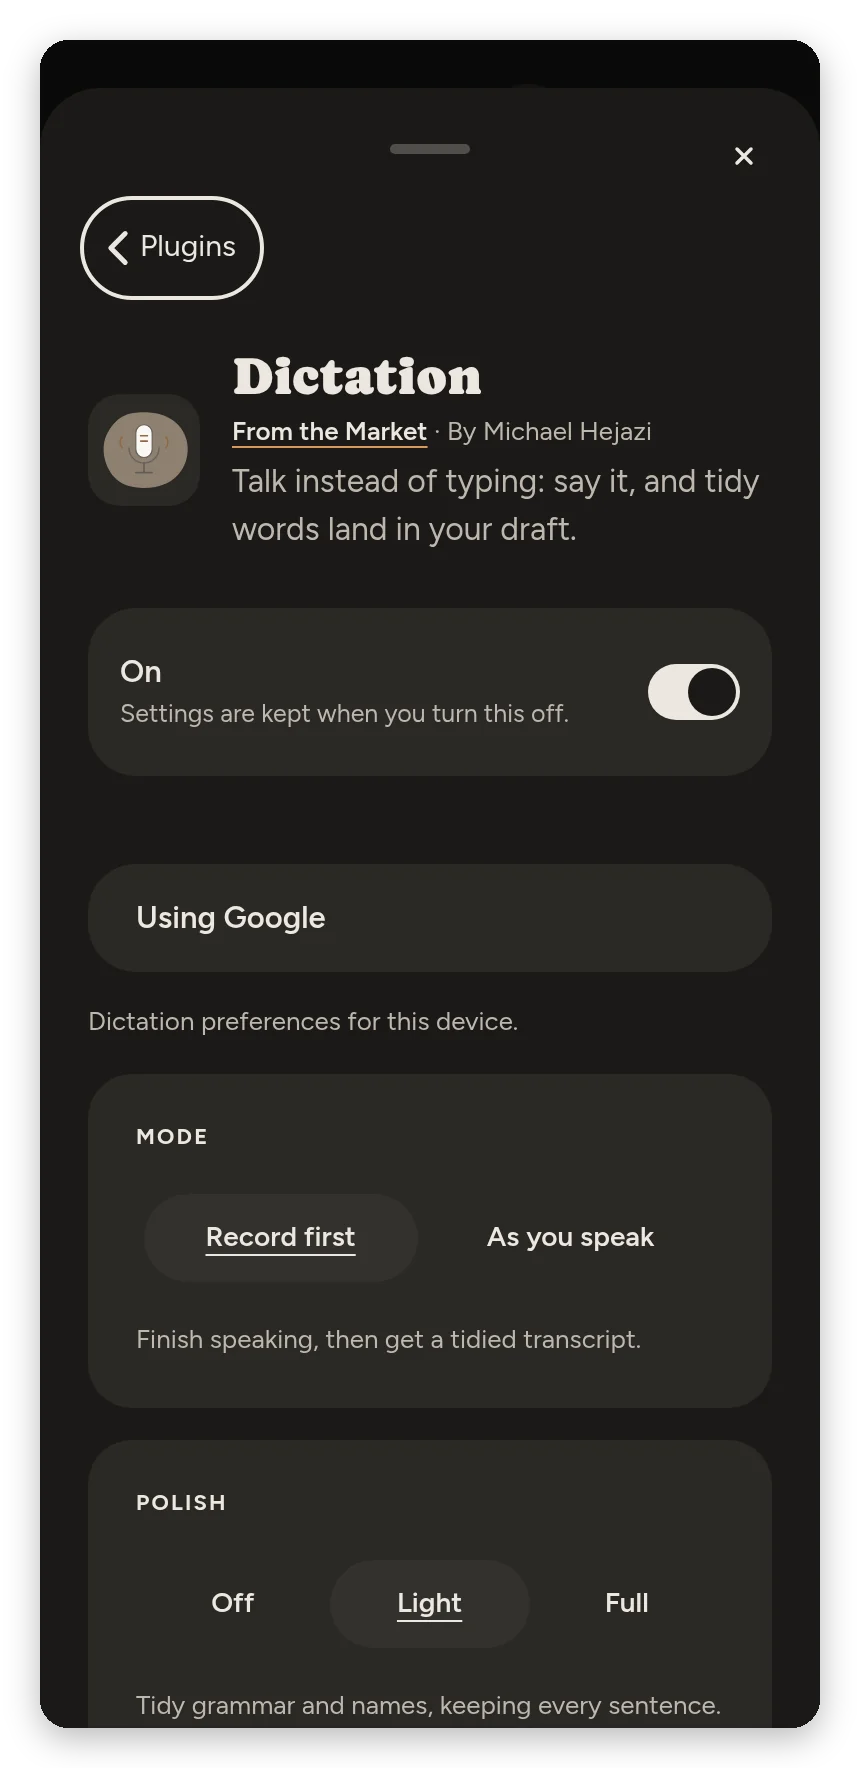 Plugins
Dictation
From the Market · By Michael Hejazi
Talk instead of typing: say it, and tidy
words land in your draft.
On
Settings are kept when you turn this off.
Using Google
Dictation preferences for this device.
MODE
Record first
As you speak
Finish speaking, then get a tidied transcript.
POLISH
Off
Light
Full
Tidy grammar and names, keeping every sentence.